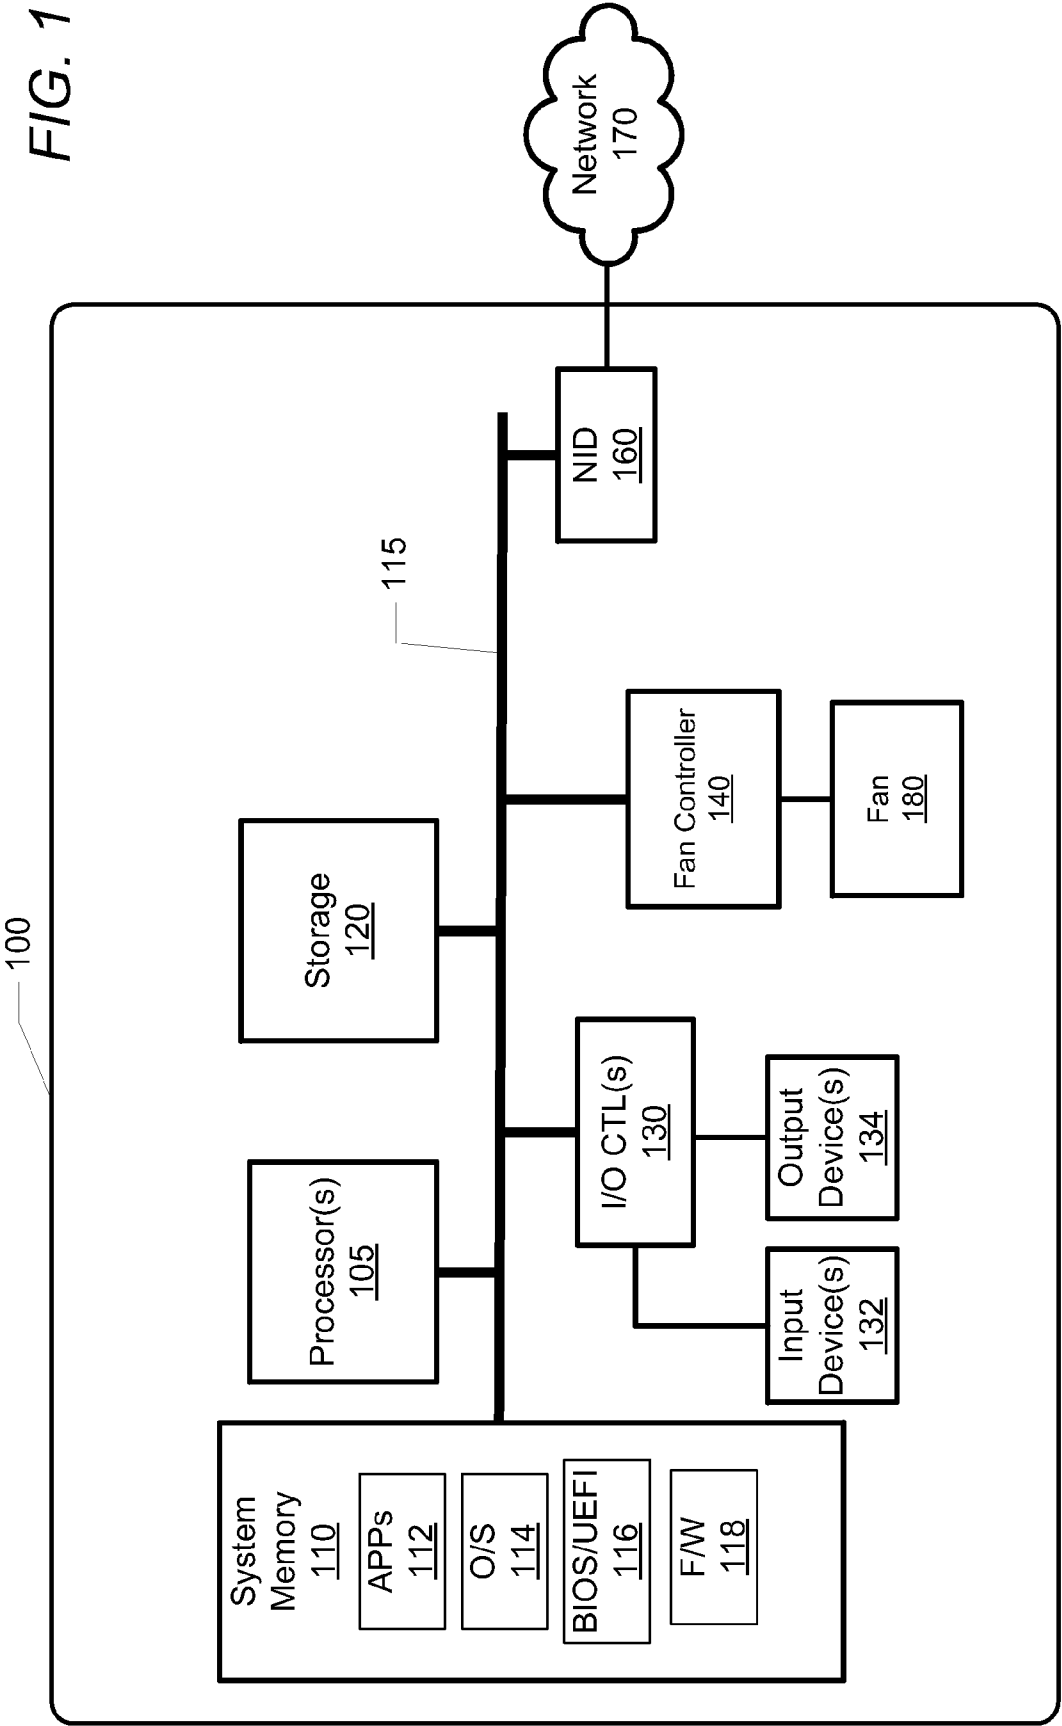 FIG. 1
100
System
Memory
110
APPs
112
O/S
114
BIOS/UEFI
116
F/W
118
Processor(s)
105
Storage
120
115
I/O CTL(s)
130
Input
Device(s)
132
Output
Device(s)
134
Fan Controller
140
Fan
180
NID
160
Network
170